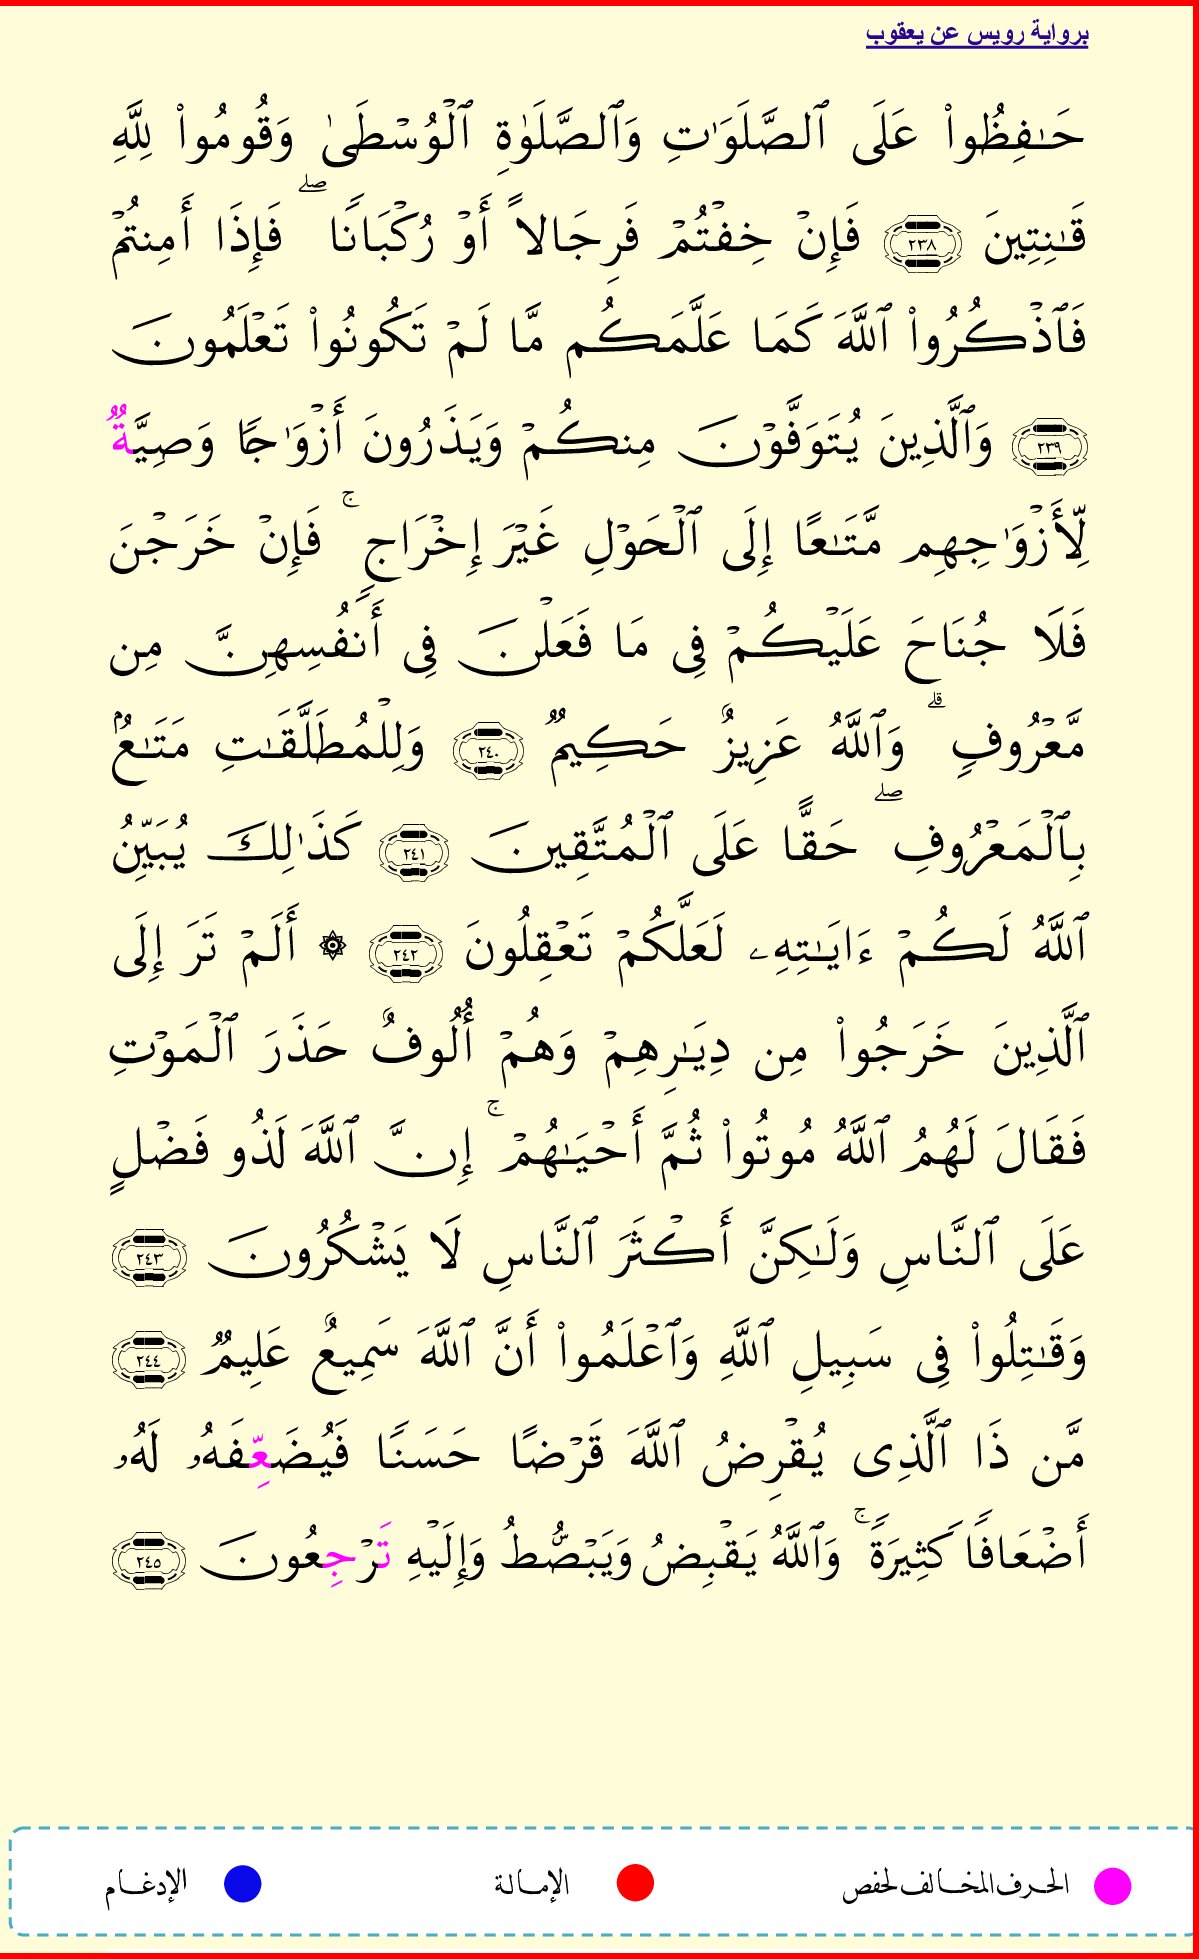 برواية رويس عن يعقوب
حَـٰفِظُوا۟ عَلَى ٱلصَّلَوَٰتِ وَٱلصَّلَوٰةِ ٱلْوُسْطَىٰ وَقُومُوا۟ لِلَّهِ
قَـٰنِتِينَ ٢٣٨ فَإِنْ خِفْتُمْ فَرِجَالاً أَوْ رُكْبَانًا ۖ فَإِذَا أَمِنتُمْ
فَٱذْكُرُوا۟ ٱللَّهَ كَمَا عَلَّمَكُم مَّا لَمْ تَكُونُوا۟ تَعْلَمُونَ
٢٣٩ وَٱلَّذِينَ يُتَوَفَّوْنَ مِنكُمْ وَيَذَرُونَ أَزْوَٰجًا وَصِيَّةٌ
لِّأَزْوَٰجِهِم مَّتَـٰعًا إِلَى ٱلْحَوْلِ غَيْرَ إِخْرَاجٍ ۚ فَإِنْ خَرَجْنَ
فَلَا جُنَاحَ عَلَيْكُمْ فِى مَا فَعَلْنَ فِى أَنفُسِهِنَّ مِن
مَّعْرُوفٍ ۗ وَٱللَّهُ عَزِيزٌ حَكِيمٌ ٢٤٠ وَلِلْمُطَلَّقَـٰتِ مَتَـٰعُۢ
بِٱلْمَعْرُوفِ ۖ حَقًّا عَلَى ٱلْمُتَّقِينَ ٢٤١ كَذَٰلِكَ يُبَيِّنُ
ٱللَّهُ لَكُمْ ءَايَـٰتِهِۦ لَعَلَّكُمْ تَعْقِلُونَ ٢٤٢ ۞ أَلَمْ تَرَ إِلَى
ٱلَّذِينَ خَرَجُوا۟ مِن دِيَـٰرِهِمْ وَهُمْ أُلُوفٌ حَذَرَ ٱلْمَوْتِ
فَقَالَ لَهُمُ ٱللَّهُ مُوتُوا۟ ثُمَّ أَحْيَـٰهُمْ ۚ إِنَّ ٱللَّهَ لَذُو فَضْلٍ
عَلَى ٱلنَّاسِ وَلَـٰكِنَّ أَكْثَرَ ٱلنَّاسِ لَا يَشْكُرُونَ ٢٤٣
وَقَـٰتِلُوا۟ فِى سَبِيلِ ٱللَّهِ وَٱعْلَمُوا۟ أَنَّ ٱللَّهَ سَمِيعٌ عَلِيمٌ ٢٤٤
مَّن ذَا ٱلَّذِى يُقْرِضُ ٱللَّهَ قَرْضًا حَسَنًا فَيُضَعِّفَهُۥ لَهُۥ
أَضْعَافًا كَثِيرَةً ۚ وَٱللَّهُ يَقْبِضُ وَيَبْصُّطُ وَإِلَيْهِ تَرْجِعُونَ ٢٤٥
الحرف المخالف لحفص الإمالة الإدغام